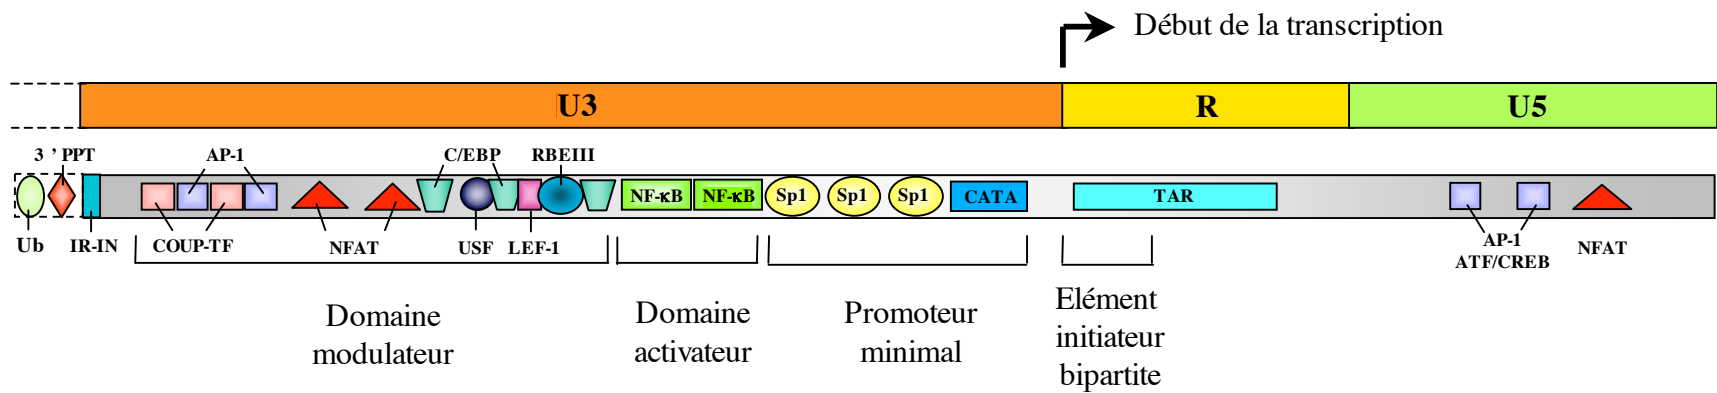 Début de la transcription
U3 R U5
3 ’ PPT AP-1 C/EBP RBEIII
NF-κB NF-κB Sp1 Sp1 Sp1 CATA TAR
Ub IR-IN COUP-TF NFAT USF LEF-1 AP-1 NFAT
ATF/CREB
Domaine
modulateur
Domaine
activateur
Promoteur
minimal
Elément
initiateur
bipartite